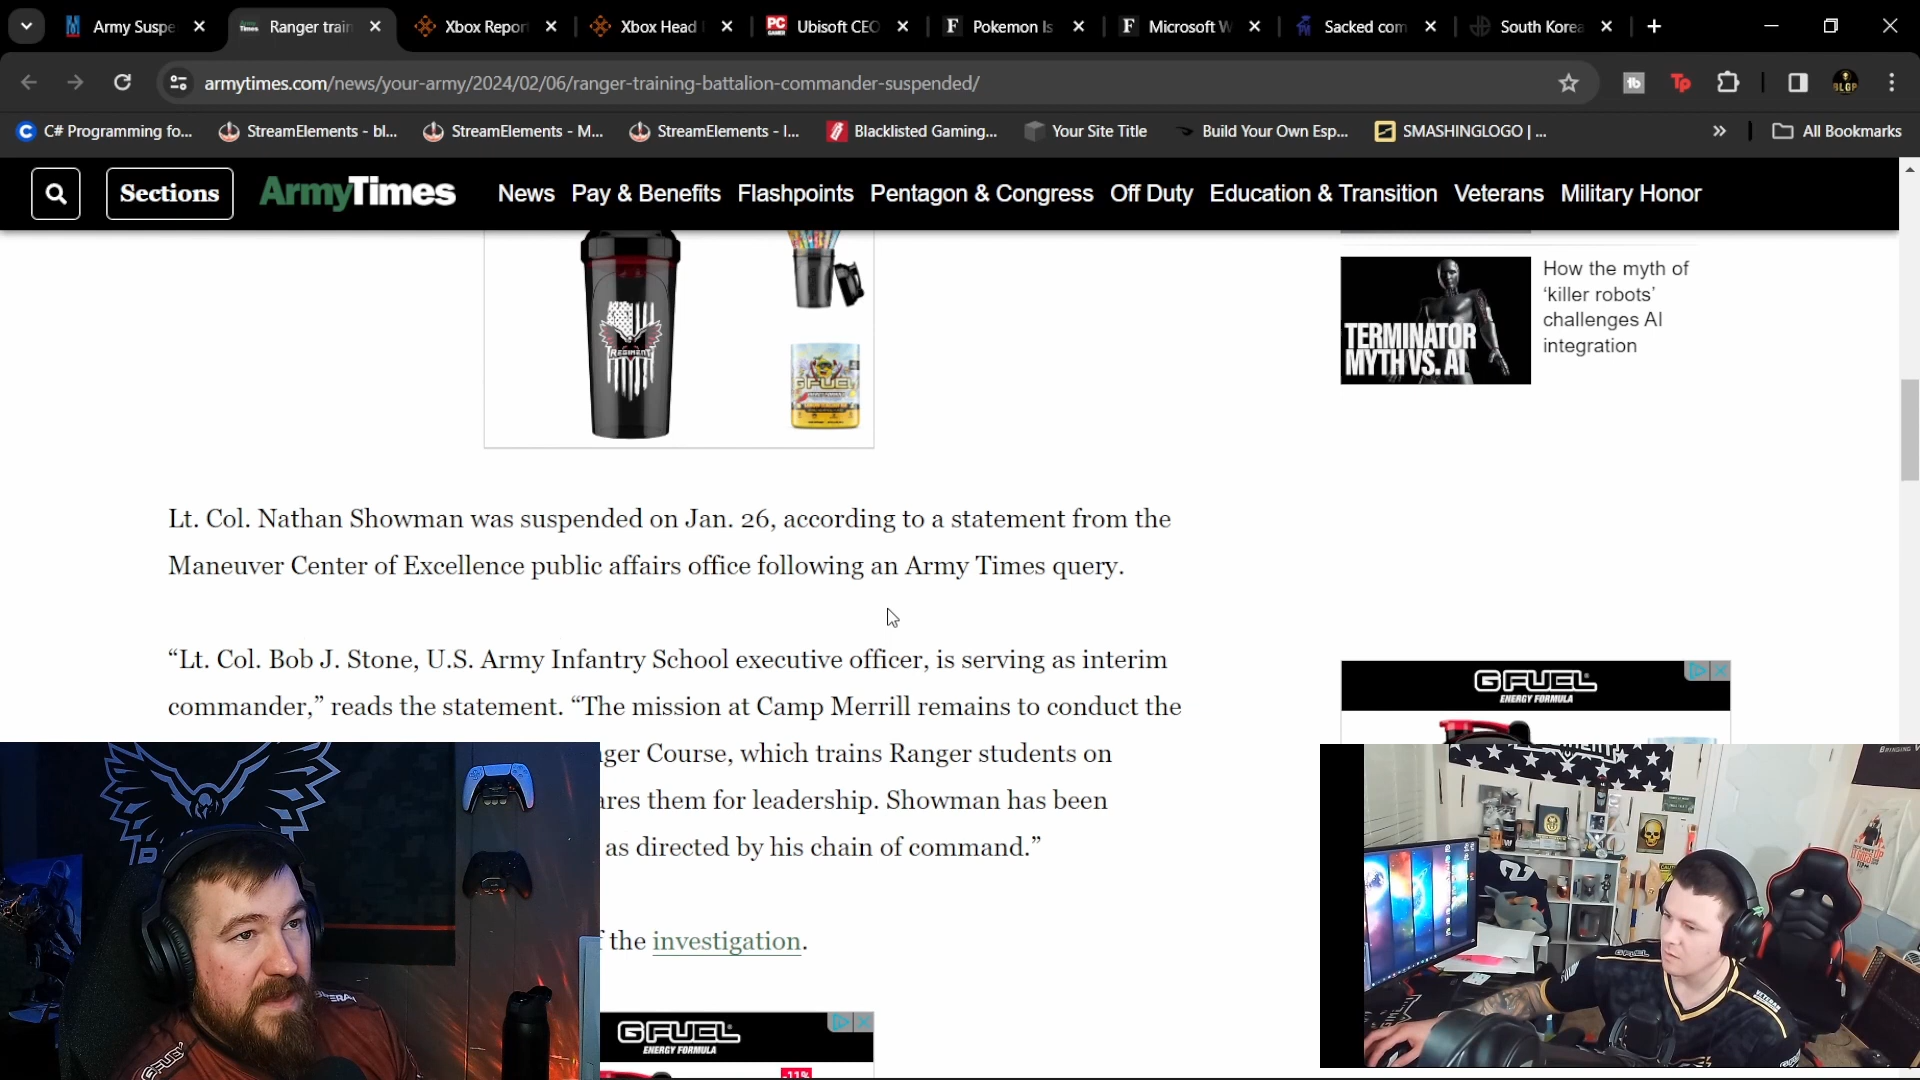 Army Suspe
Ranger train
Xbox Repor
Xbox Head
Ubisoft CEO
Pokemon Is
Microsoft W
Sacked com
South Korea
armytimes.com/news/your-army/2024/02/06/ranger-training-battalion-commander-suspended/
C# Programming fo...
StreamElements - bl...
StreamElements - M...
StreamElements - I...
Blacklisted Gaming...
Your Site Title
Build Your Own Esp...
SMASHINGLOGO | ...
All Bookmarks
Sections
ArmyTimes
News
Pay & Benefits
Flashpoints
Pentagon & Congress
Off Duty
Education & Transition
Veterans
Military Honor
REGIMENT
GFUEL
TERMINATOR
MYTH VS. AI
How the myth of
‘killer robots’
challenges AI
integration
Lt. Col. Nathan Showman was suspended on Jan. 26, according to a statement from the
Maneuver Center of Excellence public affairs office following an Army Times query.
“Lt. Col. Bob J. Stone, U.S. Army Infantry School executive officer, is serving as interim
commander,” reads the statement. “The mission at Camp Merrill remains to conduct the
ger Course, which trains Ranger students on
ares them for leadership. Showman has been
as directed by his chain of command.”
f the investigation.
GFUEL
ENERGY FORMULA
GFUEL
ENERGY FORMULA
-11%